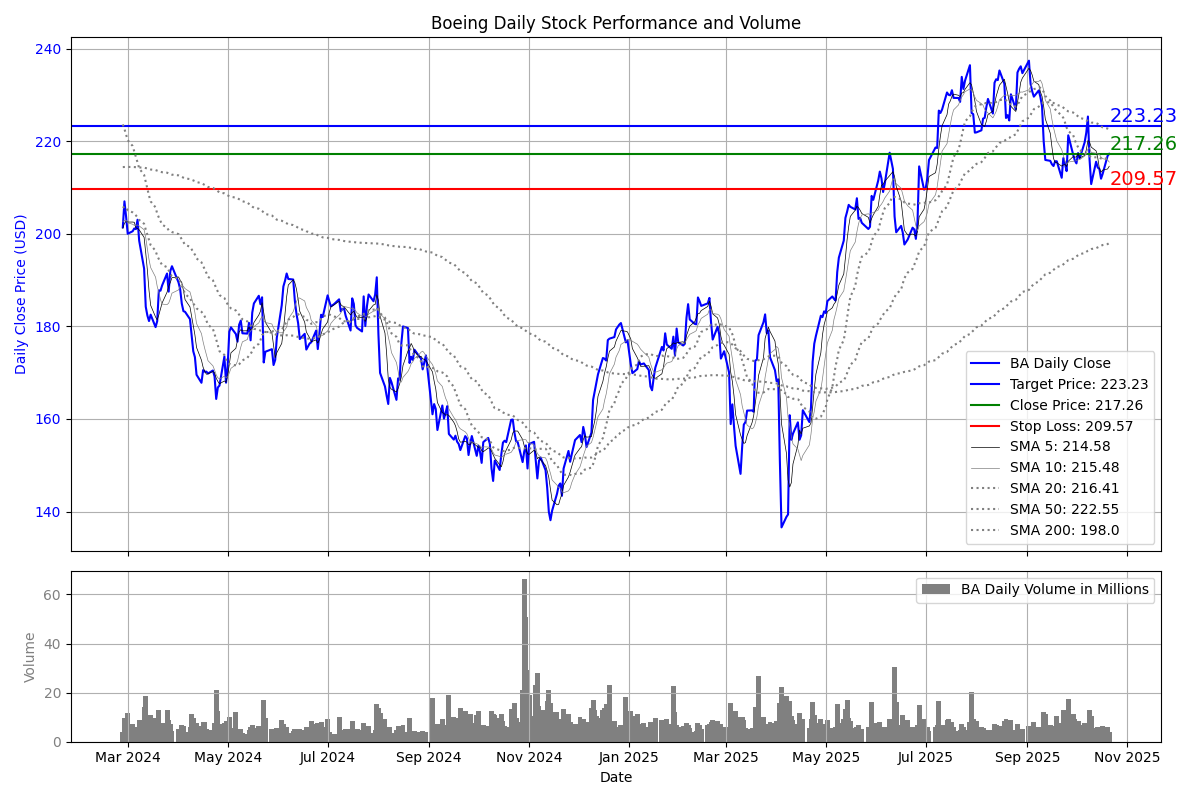 Boeing Daily Stock Performance and Volume
Daily Close Price (USD)
240
220
200
180
160
140
223.23
217.26
209.57
BA Daily Close
Target Price: 223.23
Close Price: 217.26
Stop Loss: 209.57
SMA 5: 214.58
SMA 10: 215.48
SMA 20: 216.41
SMA 50: 222.55
SMA 200: 198.0
Volume
60
40
20
0
BA Daily Volume in Millions
Mar 2024 May 2024 Jul 2024 Sep 2024 Nov 2024 Jan 2025 Mar 2025 May 2025 Jul 2025 Sep 2025 Nov 2025
Date